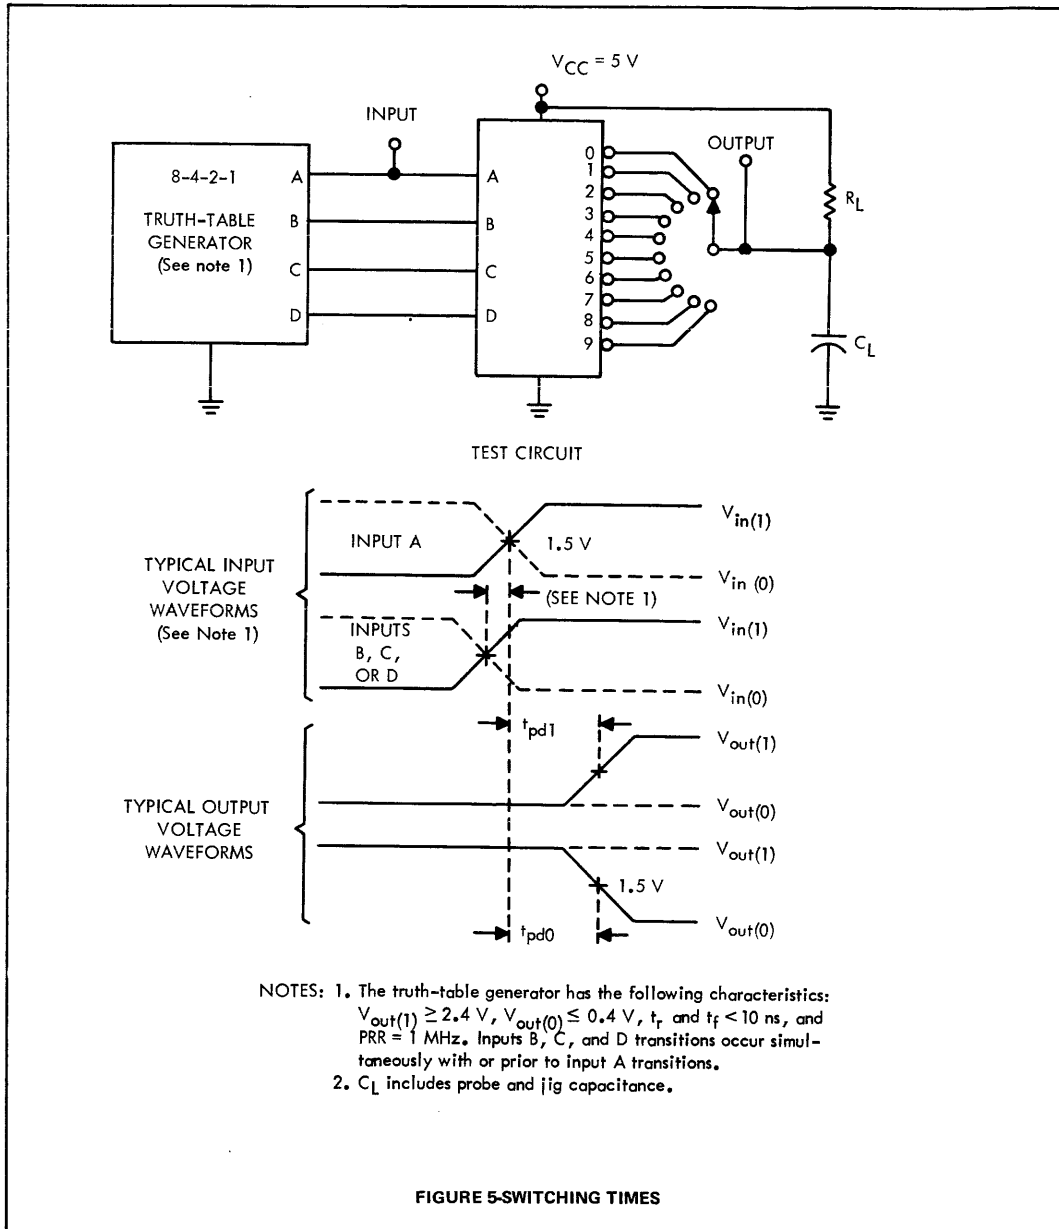 V_CC = 5 V
INPUT
OUTPUT
8-4-2-1
TRUTH-TABLE
GENERATOR
(See note 1)
A
B
C
D
A
B
C
D
0
1
2
3
4
5
6
7
8
9
R_L
C_L
TEST CIRCUIT
TYPICAL INPUT
VOLTAGE
WAVEFORMS
(See Note 1)
INPUT A
1.5 V
V_in(1)
V_in (0)
(SEE NOTE 1)
INPUTS
B, C,
OR D
V_in(1)
V_in(0)
TYPICAL OUTPUT
VOLTAGE
WAVEFORMS
t_pd1
V_out(1)
V_out(0)
V_out(1)
1.5 V
V_out(0)
t_pd0
NOTES: 1. The truth-table generator has the following characteristics:
V_out(1) ≥ 2.4 V, V_out(0) ≤ 0.4 V, t_r and t_f < 10 ns, and
PRR = 1 MHz. Inputs B, C, and D transitions occur simul-
taneously with or prior to input A transitions.
2. C_L includes probe and jig capacitance.
FIGURE 5-SWITCHING TIMES